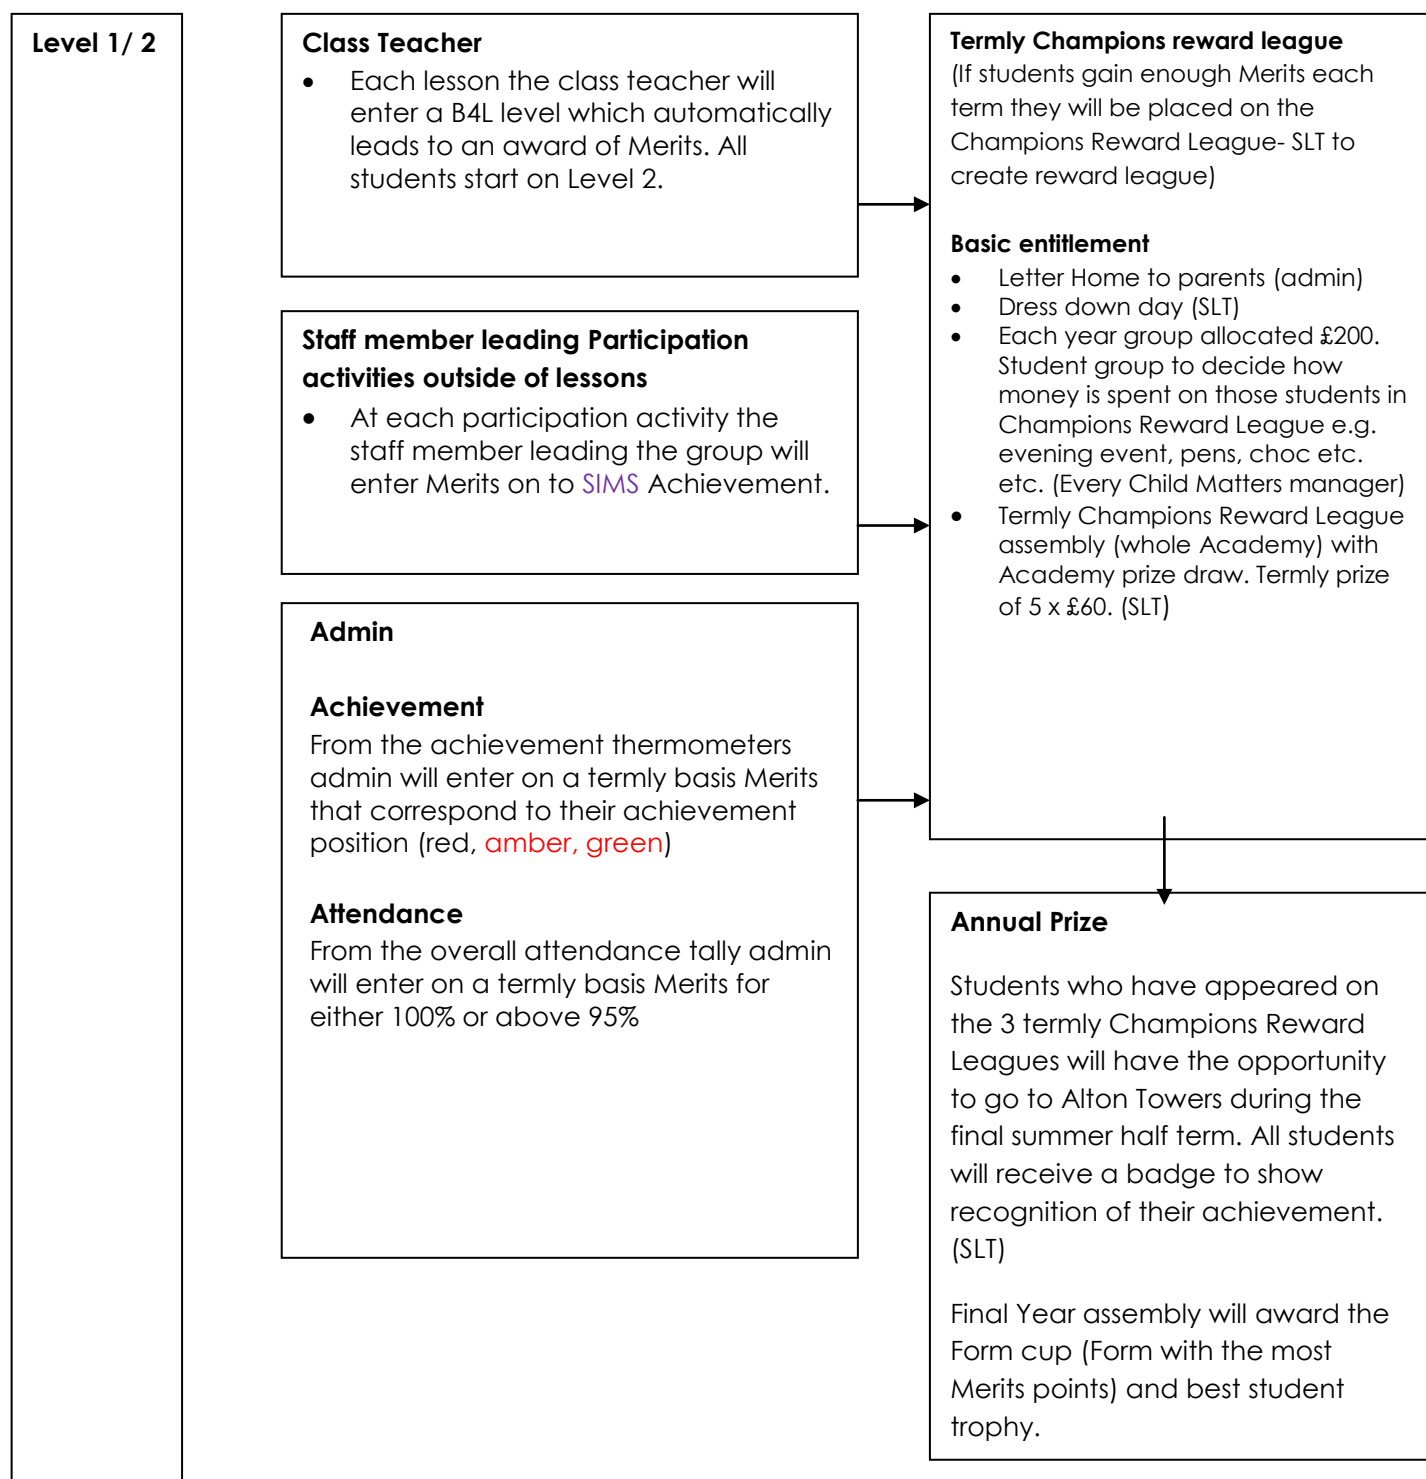 Level 1/ 2
Class Teacher
• Each lesson the class teacher will
enter a B4L level which automatically
leads to an award of Merits. All
students start on Level 2.
Staff member leading Participation
activities outside of lessons
• At each participation activity the
staff member leading the group will
enter Merits on to SIMS Achievement.
Admin
Achievement
From the achievement thermometers
admin will enter on a termly basis Merits
that correspond to their achievement
position (red, amber, green)
Attendance
From the overall attendance tally admin
will enter on a termly basis Merits for
either 100% or above 95%
Termly Champions reward league
(If students gain enough Merits each
term they will be placed on the
Champions Reward League- SLT to
create reward league)
Basic entitlement
• Letter Home to parents (admin)
• Dress down day (SLT)
• Each year group allocated £200.
Student group to decide how
money is spent on those students in
Champions Reward League e.g.
evening event, pens, choc etc.
etc. (Every Child Matters manager)
• Termly Champions Reward League
assembly (whole Academy) with
Academy prize draw. Termly prize
of 5 x £60. (SLT)
Annual Prize
Students who have appeared on
the 3 termly Champions Reward
Leagues will have the opportunity
to go to Alton Towers during the
final summer half term. All students
will receive a badge to show
recognition of their achievement.
(SLT)
Final Year assembly will award the
Form cup (Form with the most
Merits points) and best student
trophy.